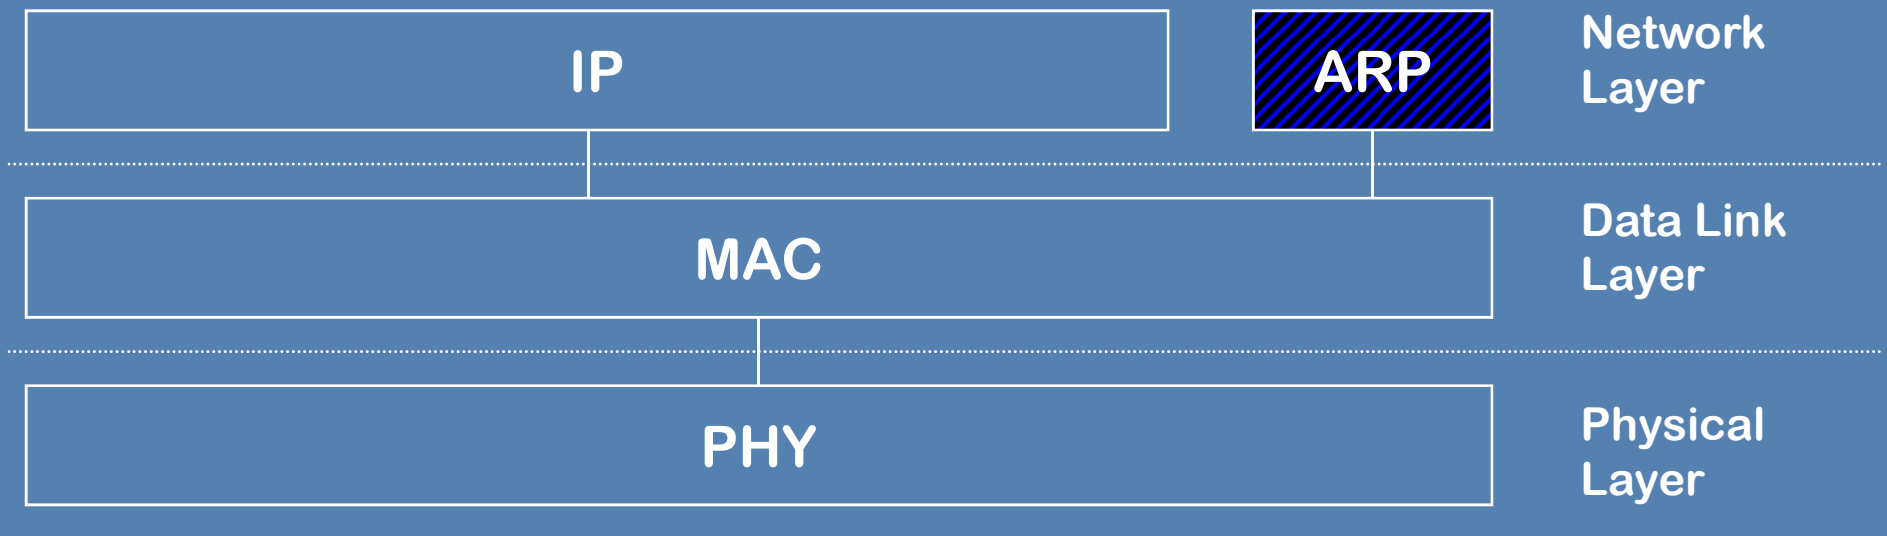 IP
ARP
Network
Layer
MAC
Data Link
Layer
PHY
Physical
Layer